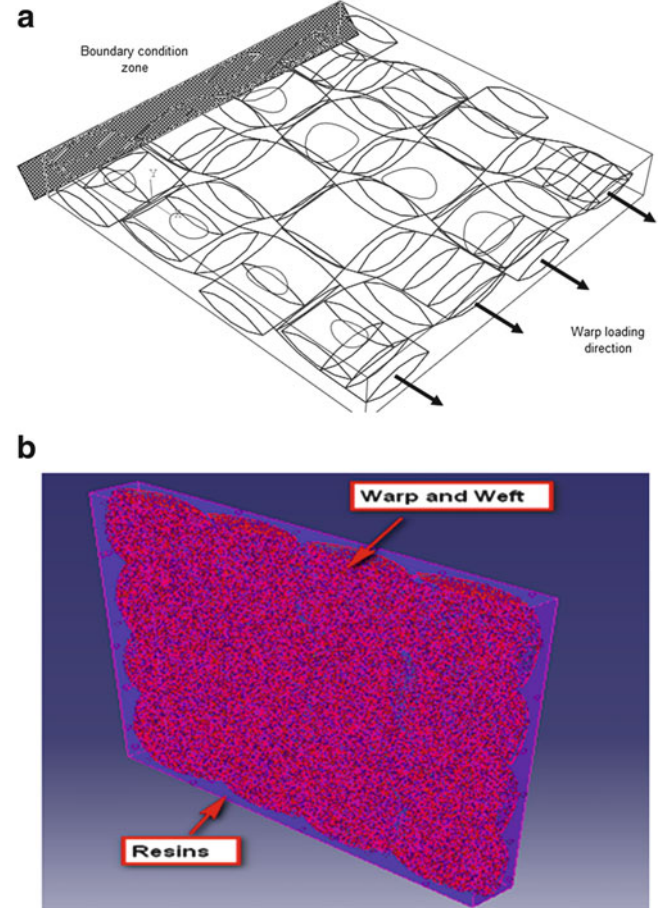 a
Boundary condition
zone
Y
Warp loading
direction
b
Warp and Weft
Resins